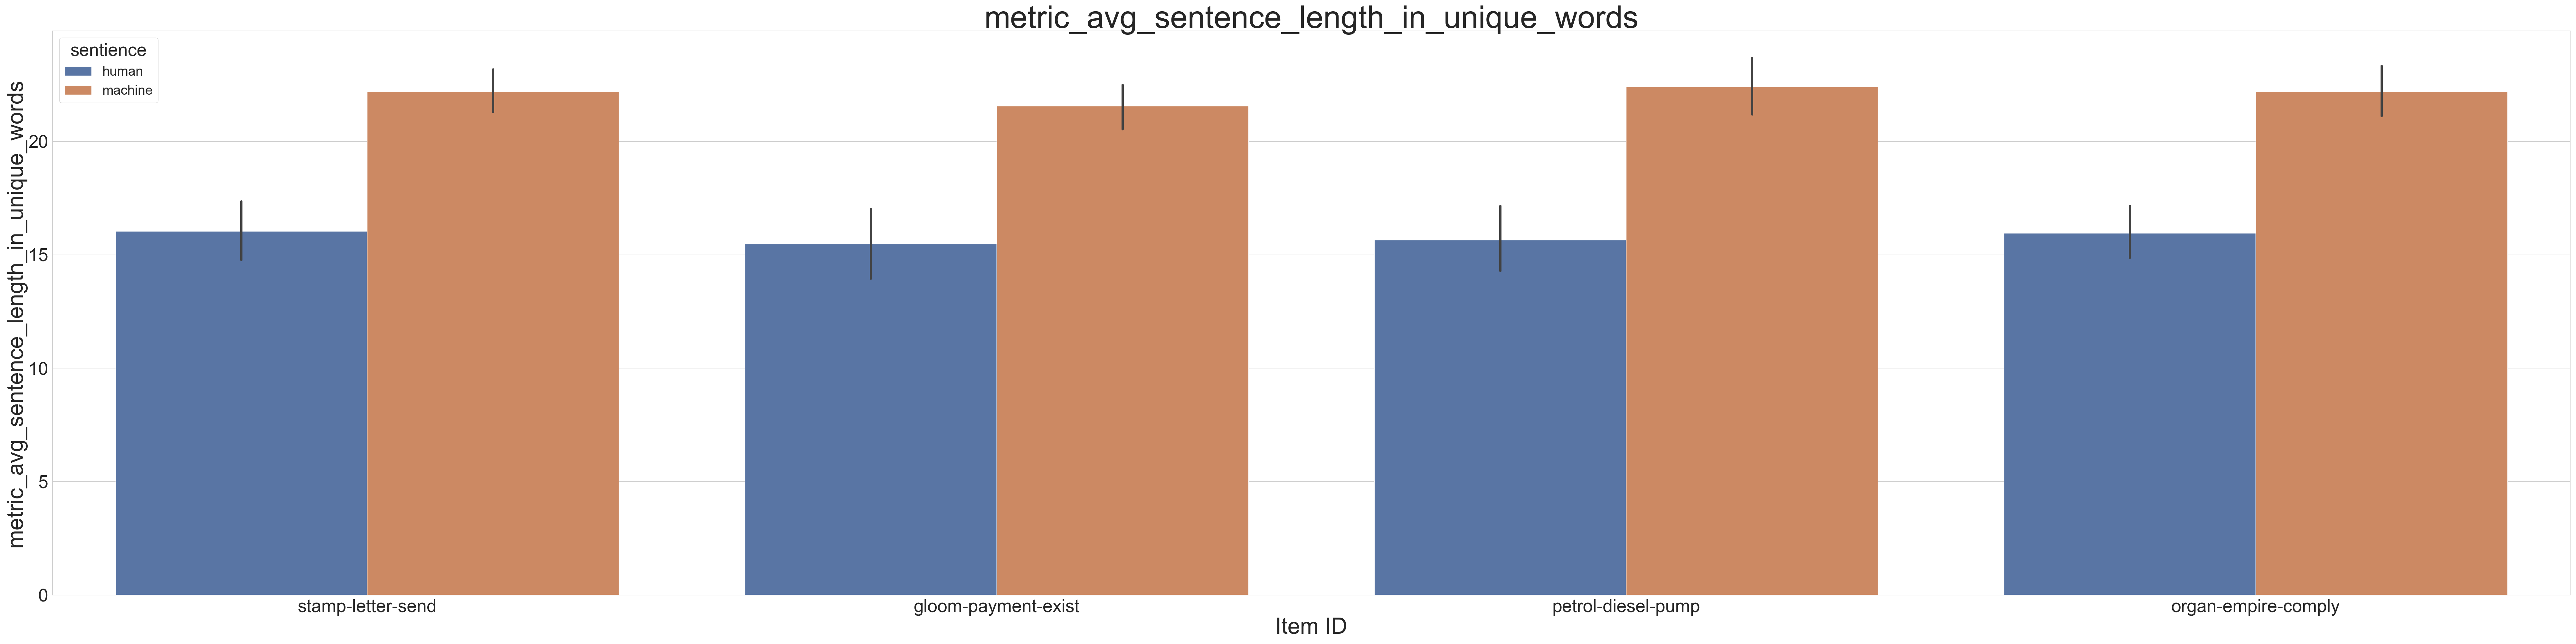 metric_avg_sentence_length_in_unique_words
sentience
human
machine
metric_avg_sentence_length_in_unique_words
20
15
10
5
0
stamp-letter-send
gloom-payment-exist
petrol-diesel-pump
organ-empire-comply
Item ID